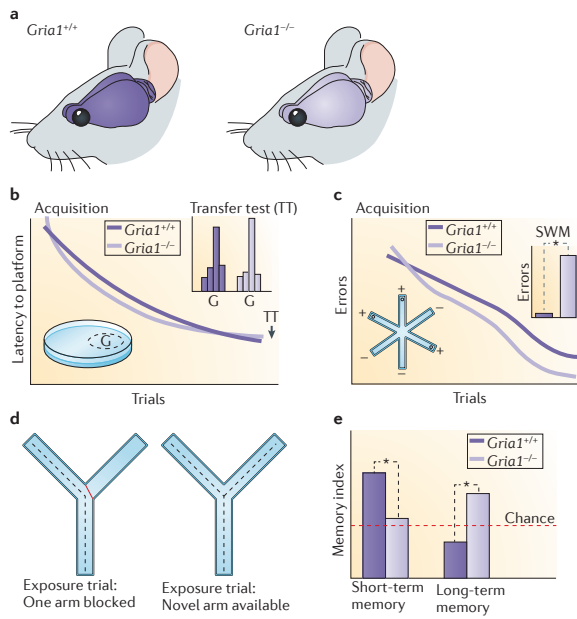 a
Gria1+/+
Gria1−/−
b
Acquisition
Transfer test (TT)
Gria1+/+
Gria1−/−
Latency to platform
G
G
TT
G
Trials
c
Acquisition
Gria1+/+
Gria1−/−
SWM
*
Errors
Errors
+
+
−
−
+
−
Trials
d
Exposure trial:
One arm blocked
Exposure trial:
Novel arm available
e
Gria1+/+
Gria1−/−
Memory index
*
*
Chance
Short-term
memory
Long-term
memory